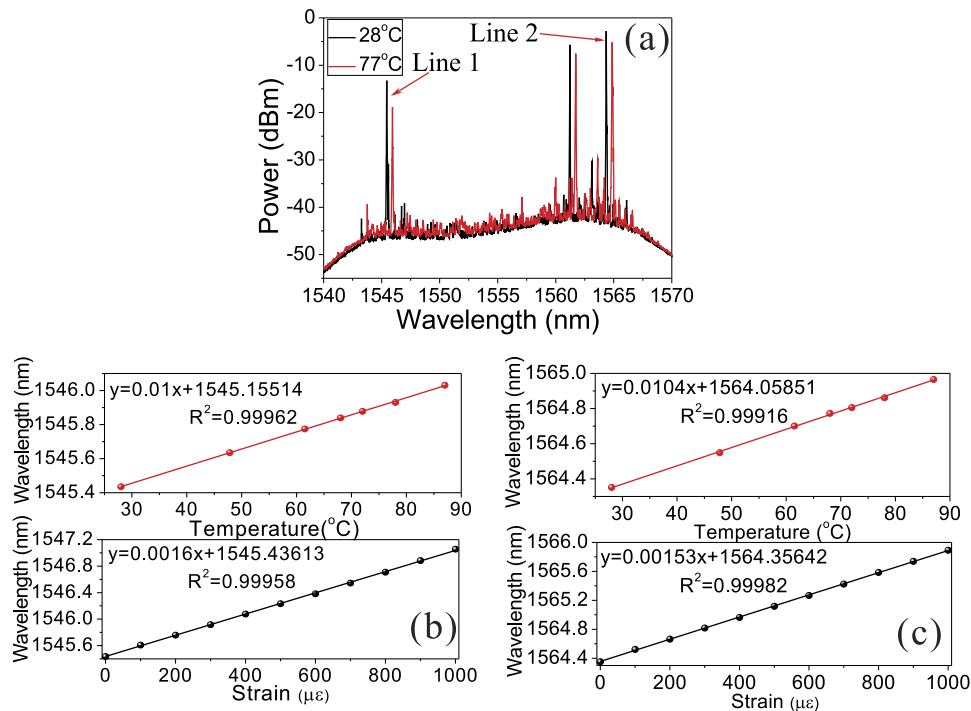 28°C
77°C
Line 1
Line 2
(a)
Power (dBm)
0
-10
-20
-30
-40
-50
1540 1545 1550 1555 1560 1565 1570
Wavelength (nm)
y=0.01x+1545.15514
R²=0.99962
Wavelength (nm)
1546.0
1545.8
1545.6
1545.4
30 40 50 60 70 80 90
Temperature(°C)
y=0.0104x+1564.05851
R²=0.99916
Wavelength (nm)
1565.0
1564.8
1564.6
1564.4
30 40 50 60 70 80 90
Temperature (°C)
y=0.0016x+1545.43613
R²=0.99958
Wavelength (nm)
1547.2
1546.8
1546.4
1546.0
1545.6
(b)
0 200 400 600 800 1000
Strain (με)
y=0.00153x+1564.35642
R²=0.99982
Wavelength (nm)
1566.0
1565.6
1565.2
1564.8
1564.4
(c)
0 200 400 600 800 1000
Strain (με)